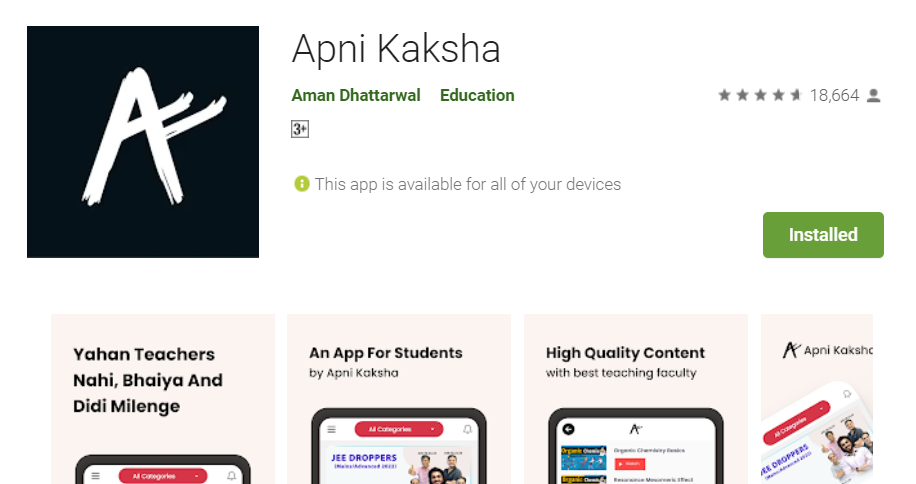 Apni Kaksha
Aman Dhattarwal Education
18,664
3+
This app is available for all of your devices
Installed
Yahan Teachers
Nahi, Bhaiya And
Didi Milenge
All Categories
An App For Students
by Apni Kaksha
All Categories
JEE DROPPERS
(Mains/Advanced 2022)
High Quality Content
with best teaching faculty
Organic Chemistry Basics
Resonance Mesomeric Effect
Apni Kaksha
All Categories
JEE DROPPERS
(Mains/Advanced 2022)